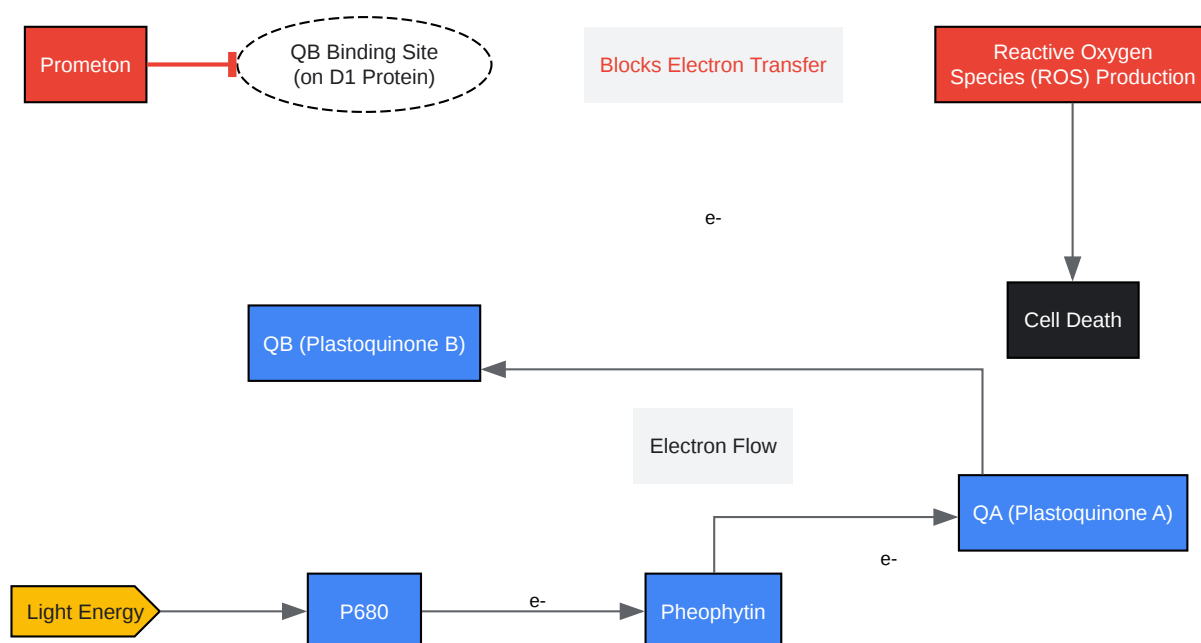 Prometon
QB Binding Site
(on D1 Protein)
Blocks Electron Transfer
Reactive Oxygen
Species (ROS) Production
e-
Cell Death
QB (Plastoquinone B)
Electron Flow
QA (Plastoquinone A)
e-
Light Energy
P680
e-
Pheophytin